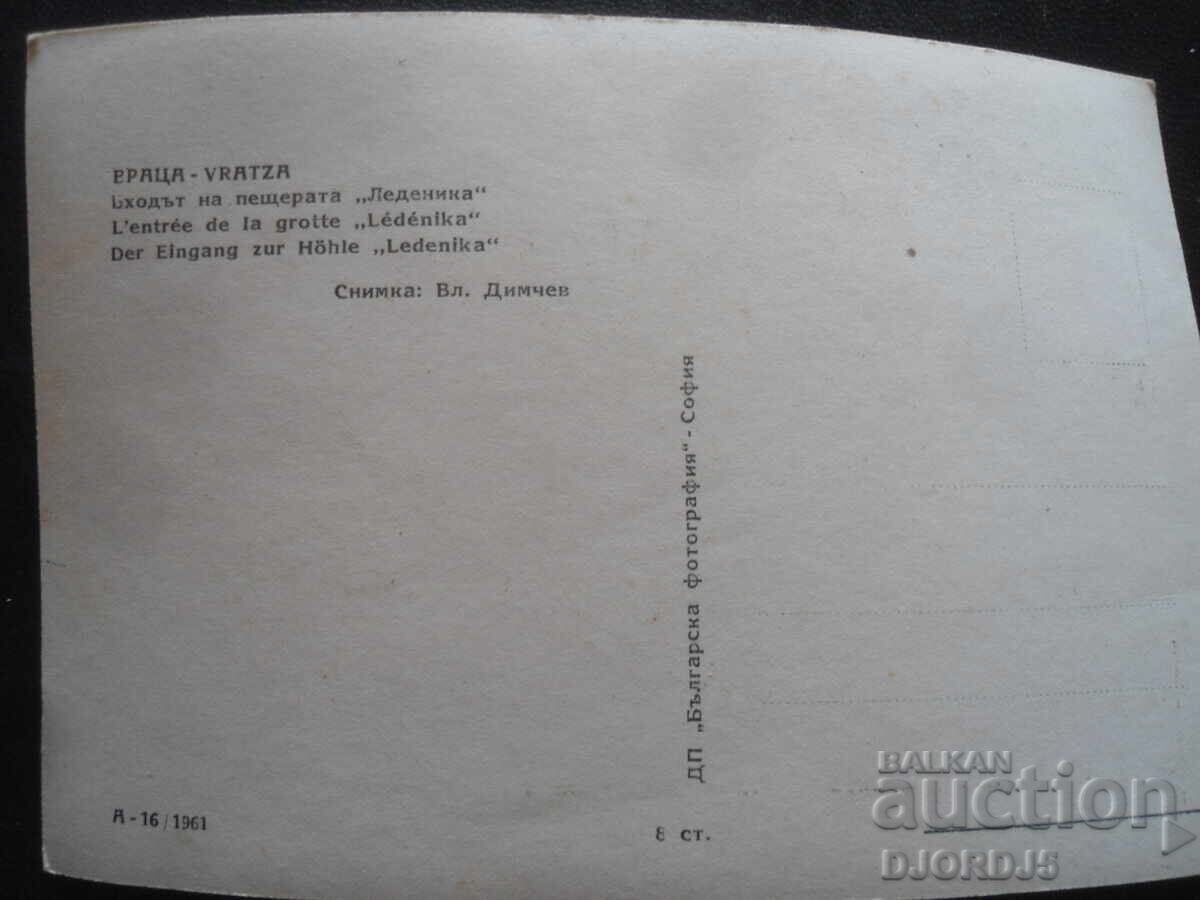 ВРАЦА - VRATZA
Входът на пещерата „Леденика“
L'entrée de la grotte „Lédénika“
Der Eingang zur Höhle „Ledenika“
Снимка: Вл. Димчев
ДП „Българска фотография“ - София
А - 16 / 1961
8 ст.
BALKAN
auction
DJORDJ5